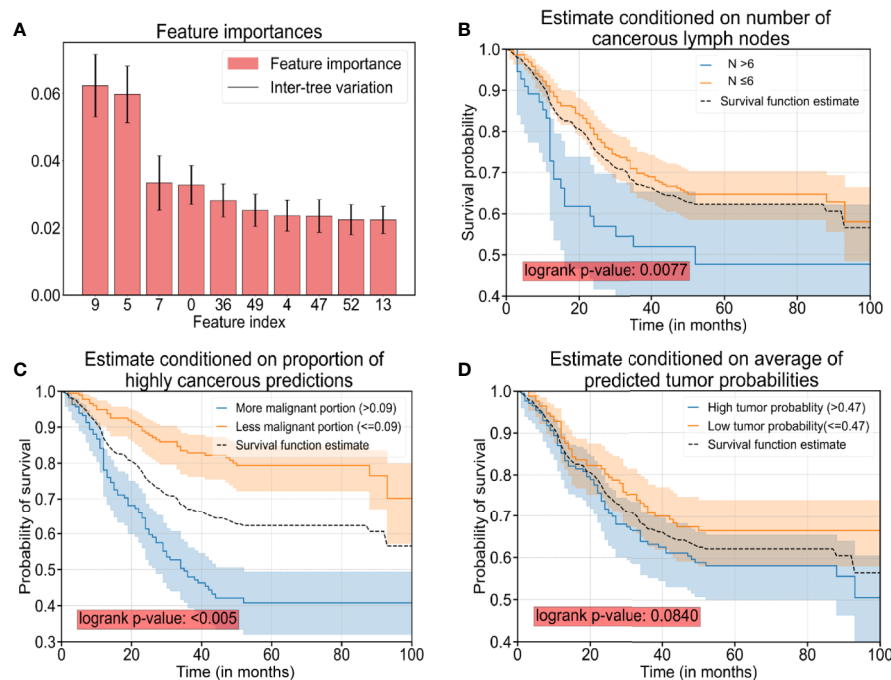 A
Feature importances
Feature importance
Inter-tree variation
0.06
0.04
0.02
0.00
9 5 7 0 36 49 4 47 52 13
Feature index
B
Estimate conditioned on number of
cancerous lymph nodes
N >6
N ≤6
Survival function estimate
Survival probability
1.0
0.9
0.8
0.7
0.6
0.5
0.4
logrank p-value: 0.0077
0 20 40 60 80 100
Time (in months)
C
Estimate conditioned on proportion of
highly cancerous predictions
More malignant portion (>0.09)
Less malignant portion (<=0.09)
Survival function estimate
Probability of survival
1.0
0.9
0.8
0.7
0.6
0.5
0.4
0.3
logrank p-value: <0.005
0 20 40 60 80 100
Time (in months)
D
Estimate conditioned on average of
predicted tumor probabilities
High tumor probablity (>0.47)
Low tumor probability(<=0.47)
Survival function estimate
Probability of survival
1.0
0.9
0.8
0.7
0.6
0.5
0.4
logrank p-value: 0.0840
0 20 40 60 80 100
Time (in months)